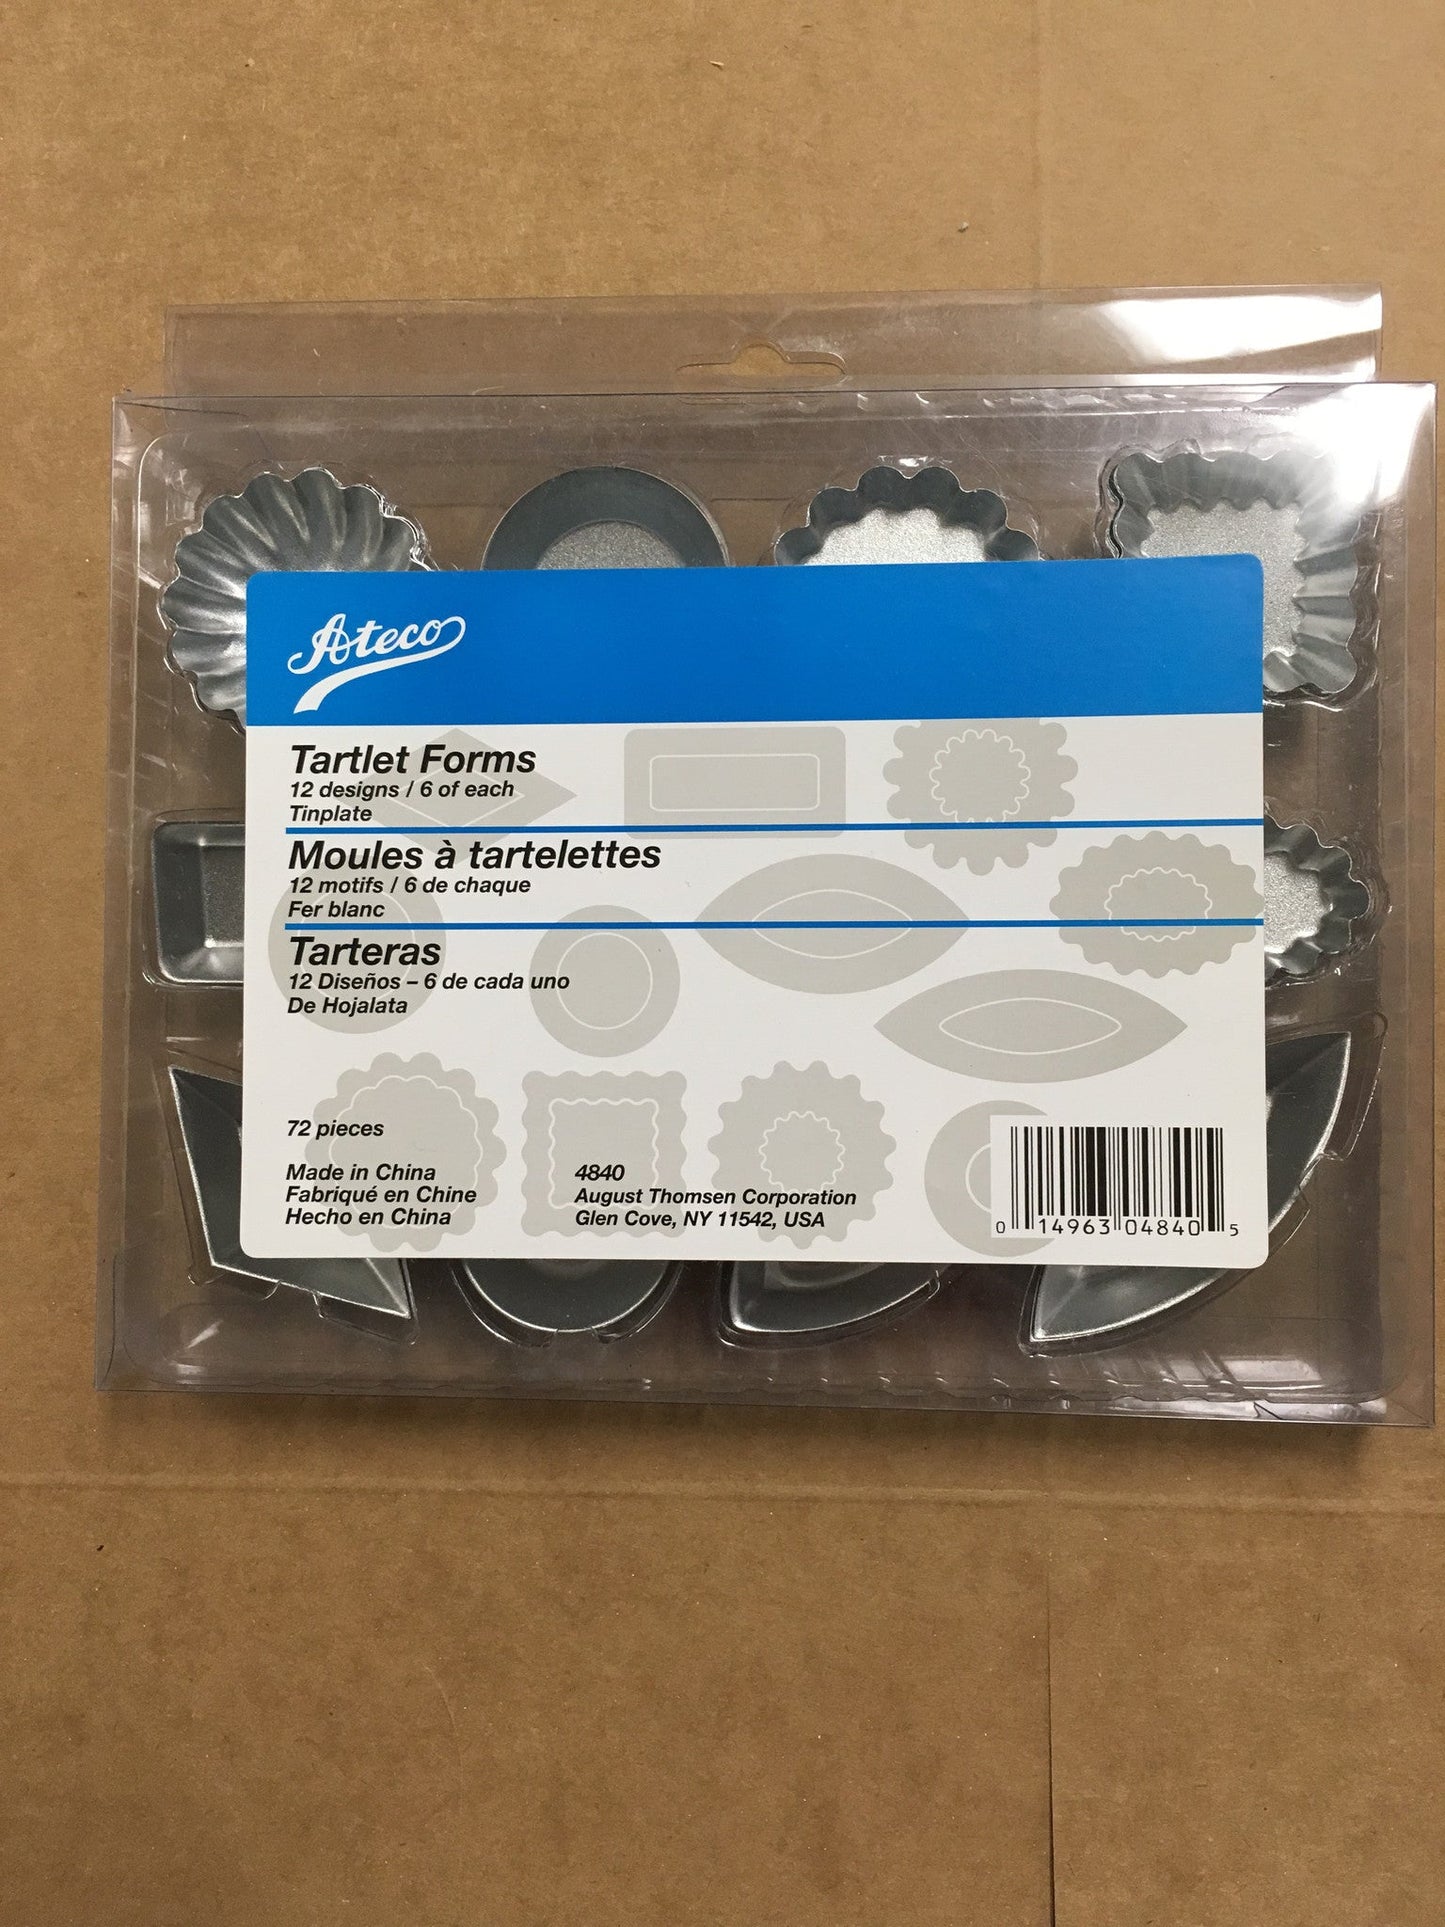 Ateco
Tartlet Forms
12 designs / 6 of each
Tinplate
Moules à tartelettes
12 motifs / 6 de chaque
Fer blanc
Tarteras
12 Diseños – 6 de cada uno
De Hojalata
72 pieces
Made in China
Fabriqué en Chine
Hecho en China
4840
August Thomsen Corporation
Glen Cove, NY 11542, USA
0 14963 04840 5